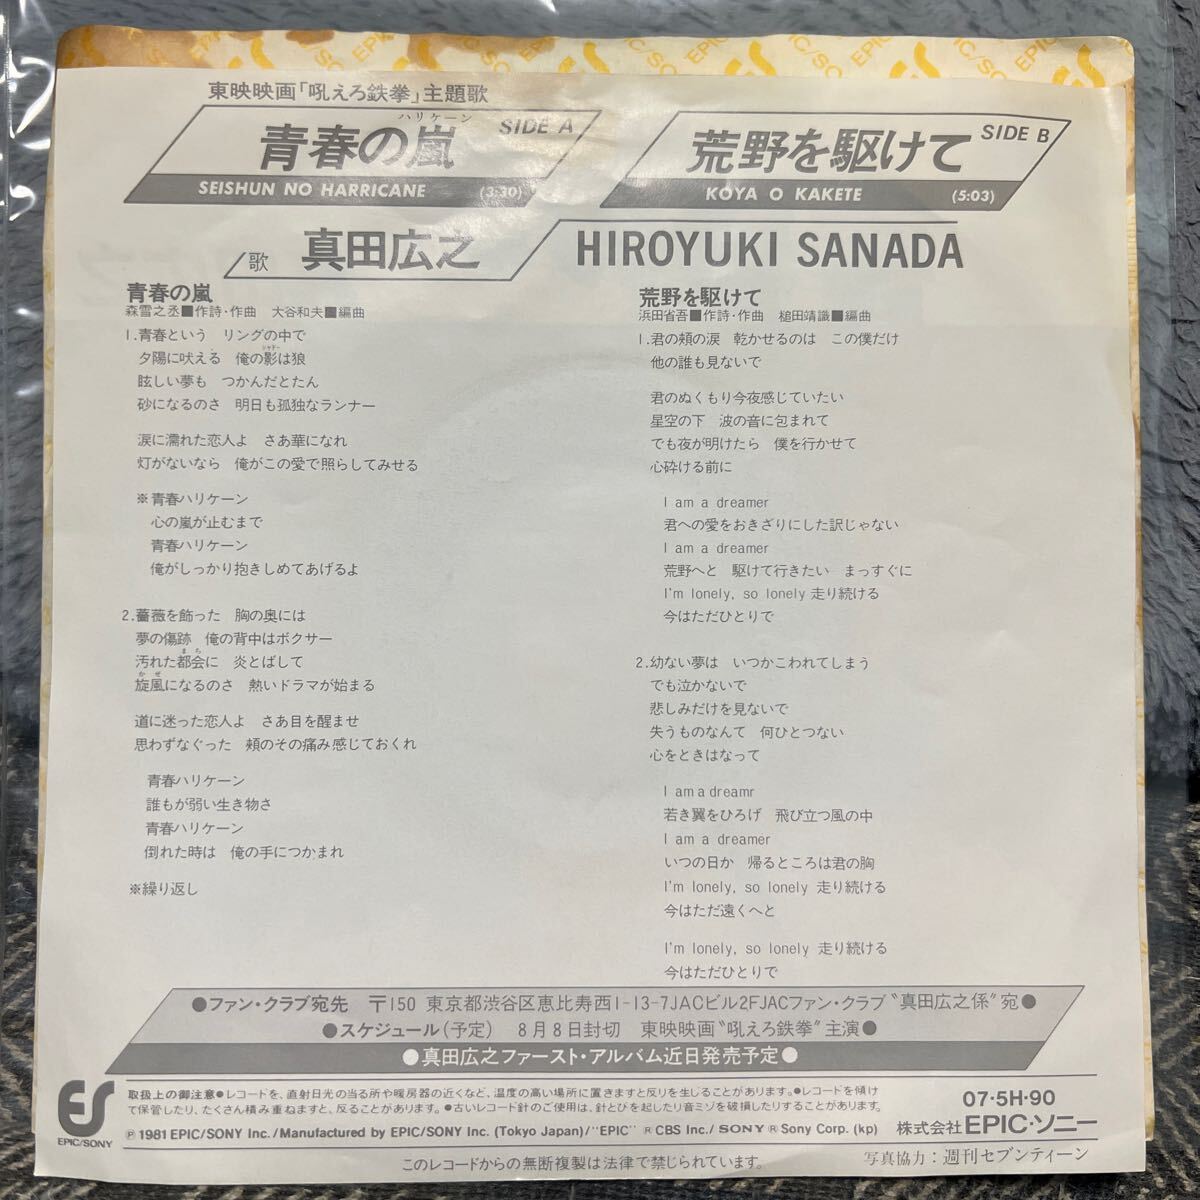 東映映画「吼えろ鉄拳」主題歌
ハリケーン
青春の嵐 SIDE A
SEISHUN NO HARRICANE (3:30)
荒野を駆けて SIDE B
KOYA O KAKETE (5:03)
歌 真田広之 HIROYUKI SANADA
青春の嵐
森雪之丞■作詩・作曲 大谷和夫■編曲
1.青春という リングの中で
夕陽に吠える 俺の影は狼
シャドー
眩しい夢も つかんだとたん
砂になるのさ 明日も孤独なランナー
涙に濡れた恋人よ さあ華になれ
灯がないなら 俺がこの愛で照らしてみせる
※青春ハリケーン
心の嵐が止むまで
青春ハリケーン
俺がしっかり抱きしめてあげるよ
2.薔薇を飾った 胸の奥には
夢の傷跡 俺の背中はボクサー
まち
汚れた都会に 炎とばして
かぜ
旋風になるのさ 熱いドラマが始まる
道に迷った恋人よ さあ目を醒ませ
思わずなぐった 頬のその痛み感じておくれ
青春ハリケーン
誰もが弱い生き物さ
青春ハリケーン
倒れた時は 俺の手につかまれ
※繰り返し
荒野を駆けて
浜田省吾■作詩・作曲 槌田靖識■編曲
1.君の頬の涙 乾かせるのは この僕だけ
他の誰も見ないで
君のぬくもり今夜感じていたい
星空の下 波の音に包まれて
でも夜が明けたら 僕を行かせて
心砕ける前に
I am a dreamer
君への愛をおきざりにした訳じゃない
I am a dreamer
荒野へと 駆けて行きたい まっすぐに
I'm lonely, so lonely 走り続ける
今はただひとりで
2.幼ない夢は いつかこわれてしまう
でも泣かないで
悲しみだけを見ないで
失うものなんて 何ひとつない
心をときはなって
I am a dreamr
若き翼をひろげ 飛び立つ風の中
I am a dreamer
いつの日か 帰るところは君の胸
I'm lonely, so lonely 走り続ける
今はただ遠くへと
I'm lonely, so lonely 走り続ける
今はただひとりで
●ファン・クラブ宛先 〒150 東京都渋谷区恵比寿西1-13-7JACビル2FJACファン・クラブ"真田広之係"宛●
●スケジュール(予定) 8月8日封切 東映映画"吼えろ鉄拳"主演●
●真田広之ファースト・アルバム近日発売予定●
EPIC/SONY
取扱上の御注意●レコードを、直射日光の当る所や暖房器の近くなど、温度の高い場所に置きますと反りを生じることがあります。●レコードを傾け
て保管したり、たくさん積み重ねますと、反ることがあります。●古いレコード針のご使用は、針とびを起したり音ミゾを破損したりすることがあります。
Ⓟ1981 EPIC/SONY Inc./Manufactured by EPIC/SONY Inc. (Tokyo Japan)/"EPIC" ® CBS Inc./ SONY ® Sony Corp. (kp)
07・5H-90
株式会社EPIC・ソニー
このレコードからの無断複製は法律で禁じられています。
写真協力:週刊セブンティーン